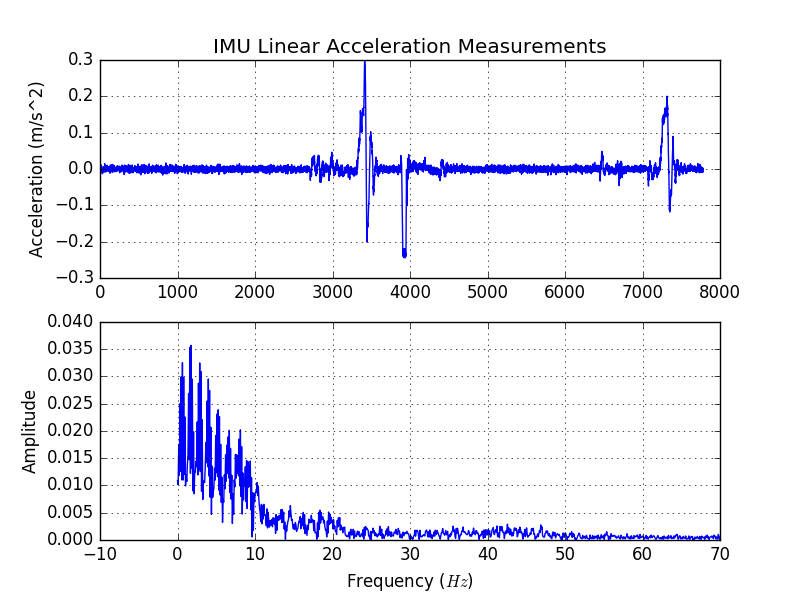 IMU Linear Acceleration Measurements
Acceleration (m/s^2)
0.3
0.2
0.1
0.0
−0.1
−0.2
−0.3
0 1000 2000 3000 4000 5000 6000 7000 8000
Amplitude
0.040
0.035
0.030
0.025
0.020
0.015
0.010
0.005
0.000
−10 0 10 20 30 40 50 60 70
Frequency (Hz)